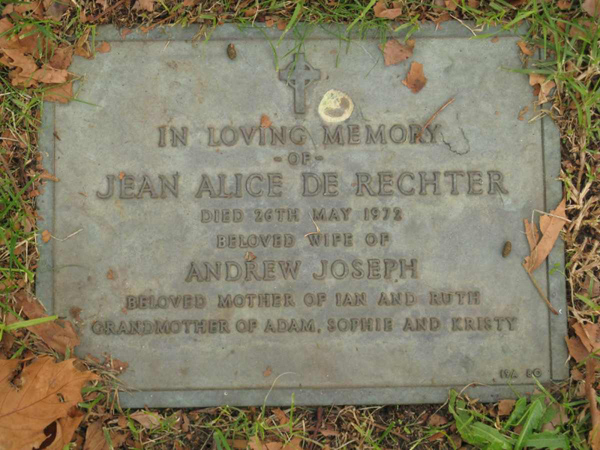 IN LOVING MEMORY
-OF-
JEAN ALICE DE RECHTER
DIED 26TH MAY 1972
BELOVED WIFE OF
ANDREW JOSEPH
BELOVED MOTHER OF IAN AND RUTH
GRANDMOTHER OF ADAM, SOPHIE AND KRISTY